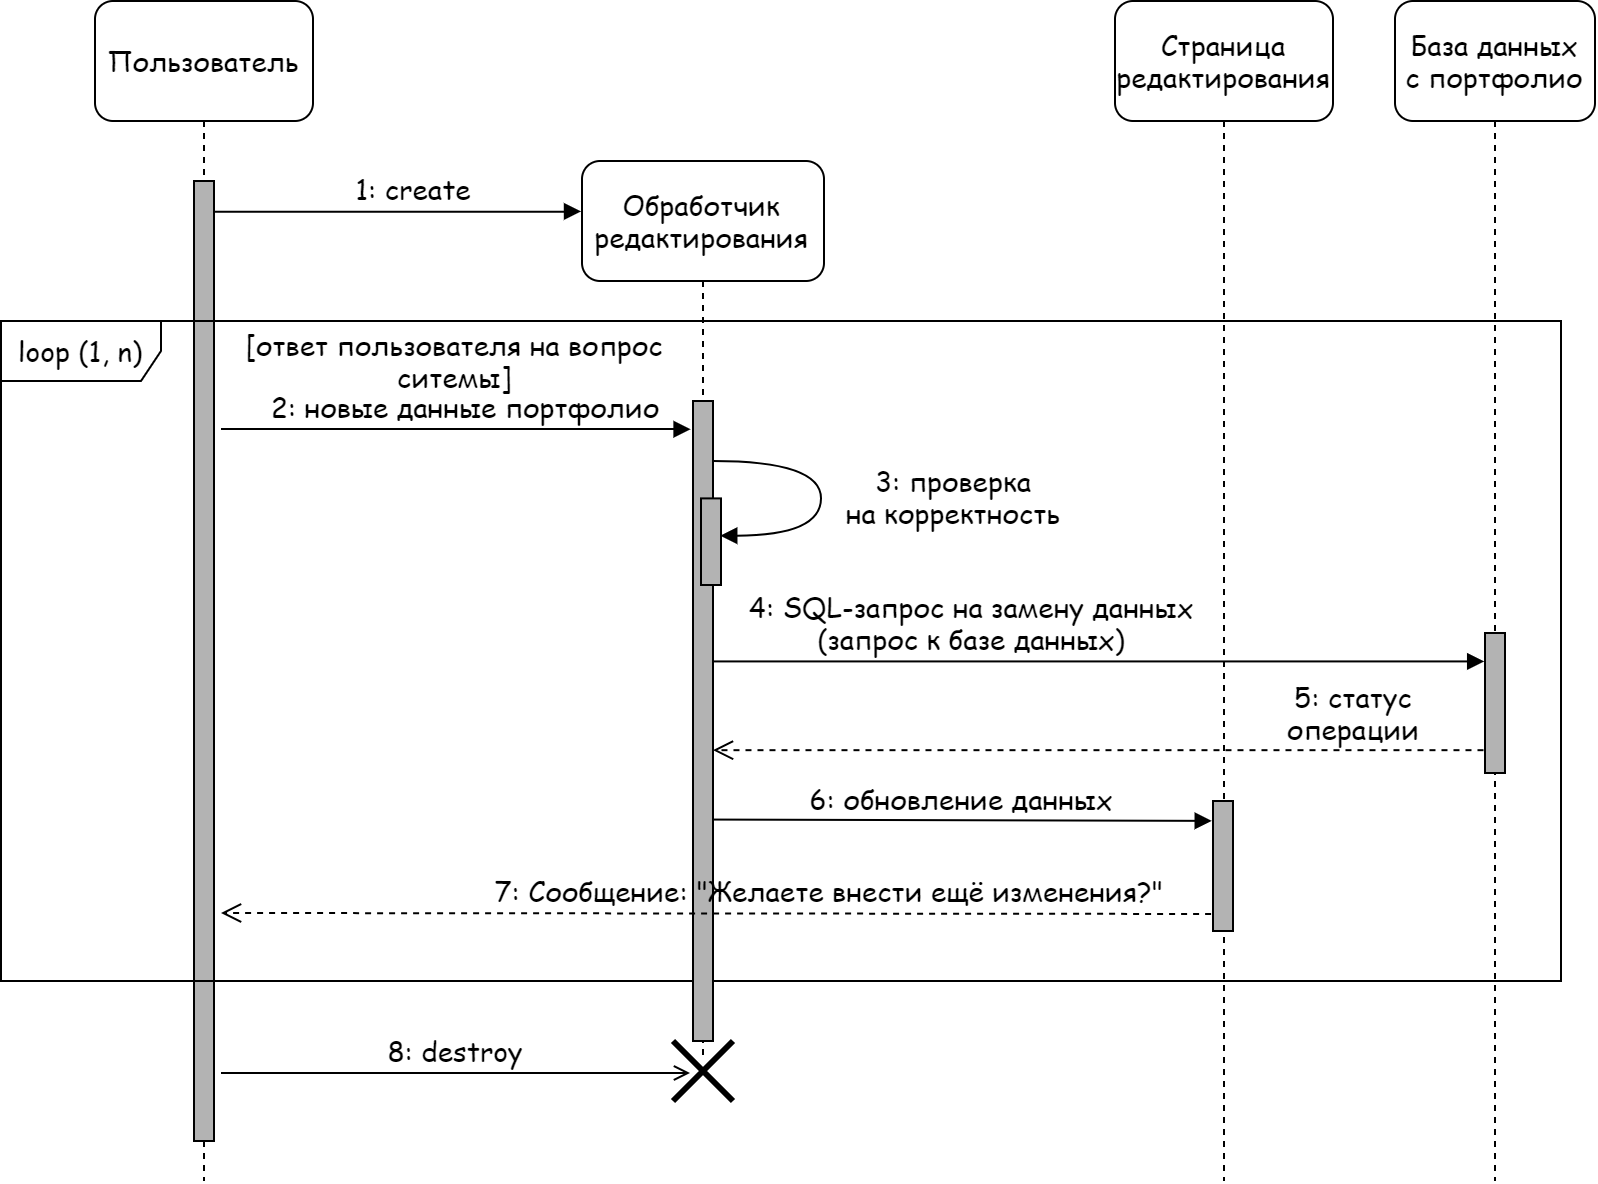 Пользователь
Страница
редактирования
База данных
с портфолио
1: create
Обработчик
редактирования
loop (1, n)
[ответ пользователя на вопрос
ситемы]
2: новые данные портфолио
3: проверка
на корректность
4: SQL-запрос на замену данных
(запрос к базе данных)
5: статус
операции
6: обновление данных
7: Сообщение: "Желаете внести ещё изменения?"
8: destroy